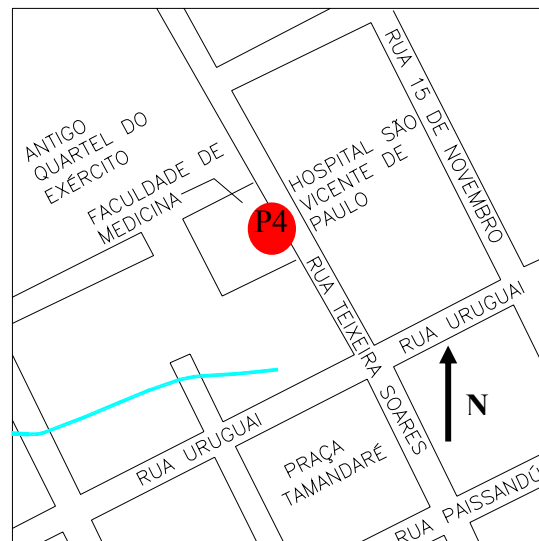 RUA 15 DE NOVEMBRO
ANTIGO
QUARTEL DO
EXÉRCITO
FACULDADE DE
MEDICINA
HOSPITAL SÃO
VICENTE DE
PAULO
P4
RUA TEIXEIRA SOARES
RUA URUGUAI
N
RUA URUGUAI
PRAÇA
TAMANDARÉ
RUA PAISSANDÚ